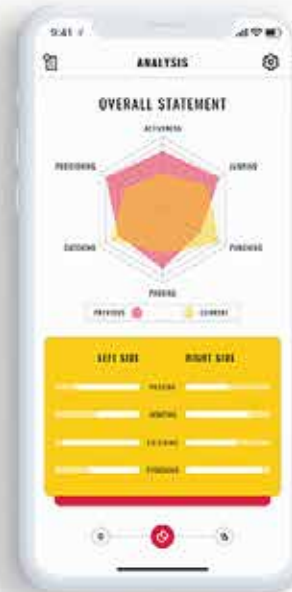 9:41
ANALYSIS
OVERALL STATEMENT
ACTIVENESS
POSITIONING
JUMPING
CATCHING
PUNCHING
PASSING
PREVIOUS
CURRENT
LEFT SIDE
RIGHT SIDE
PASSING
JUMPING
CATCHING
PUNCHING